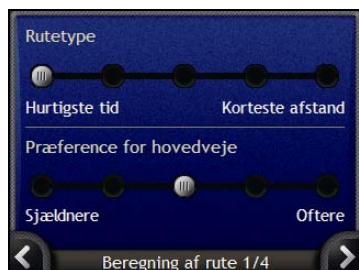 Rutetype
Hurtigste tid Korteste afstand
Præference for hovedveje
Sjældnere Oftere
Beregning af rute 1/4